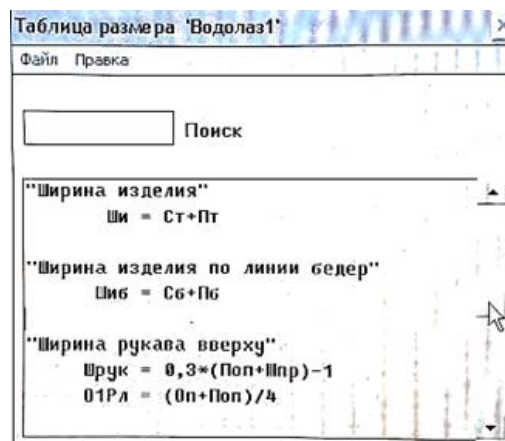 Таблица размера 'Водолаз1'
Файл Правка
Поиск
"Ширина изделия"
Ши = Ст+Пт
"Ширина изделия по линии бедер"
Шиб = Сб+Пб
"Ширина рукава вверху"
Шрук = 0,3*(Поп+Шпр)-1
О1Рл = (Оп+Поп)/4